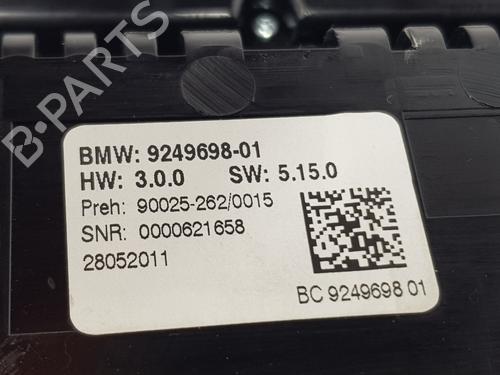 B-PARTS
BMW: 9249698-01
HW: 3.0.0 SW: 5.15.0
Preh: 90025-262/0015
SNR: 0000621658
28052011
BC 9249698 01